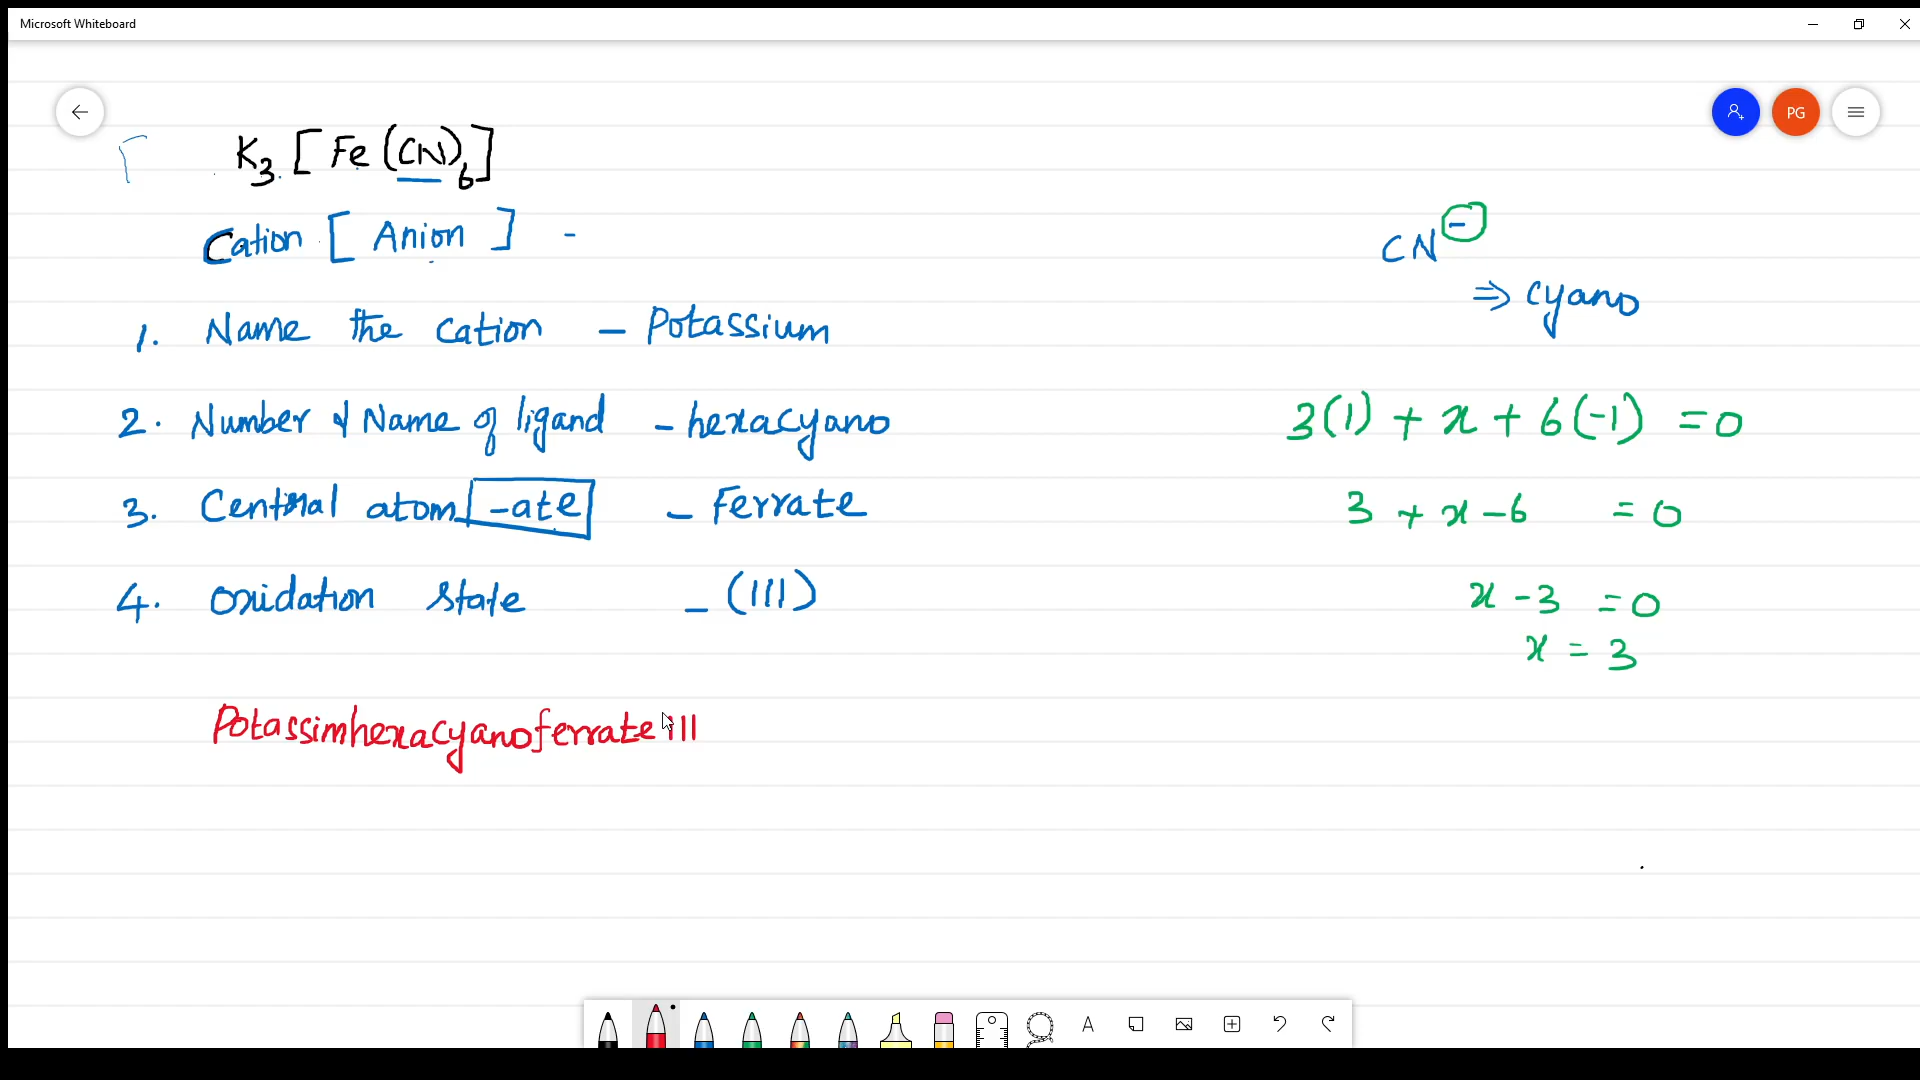 Microsoft Whiteboard
PG
K₃ [Fe(CN)₆]
Cation [Anion] -
CN⁻
⇒ cyano
1. Name the cation – Potassium
2. Number & Name of ligand – hexacyano
3. Central atom -ate – Ferrate
4. Oxidation state – (III)
3(1) + x + 6(-1) = 0
3 + x - 6 = 0
x - 3 = 0
x = 3
Potassimhexacyanoferrate III
A